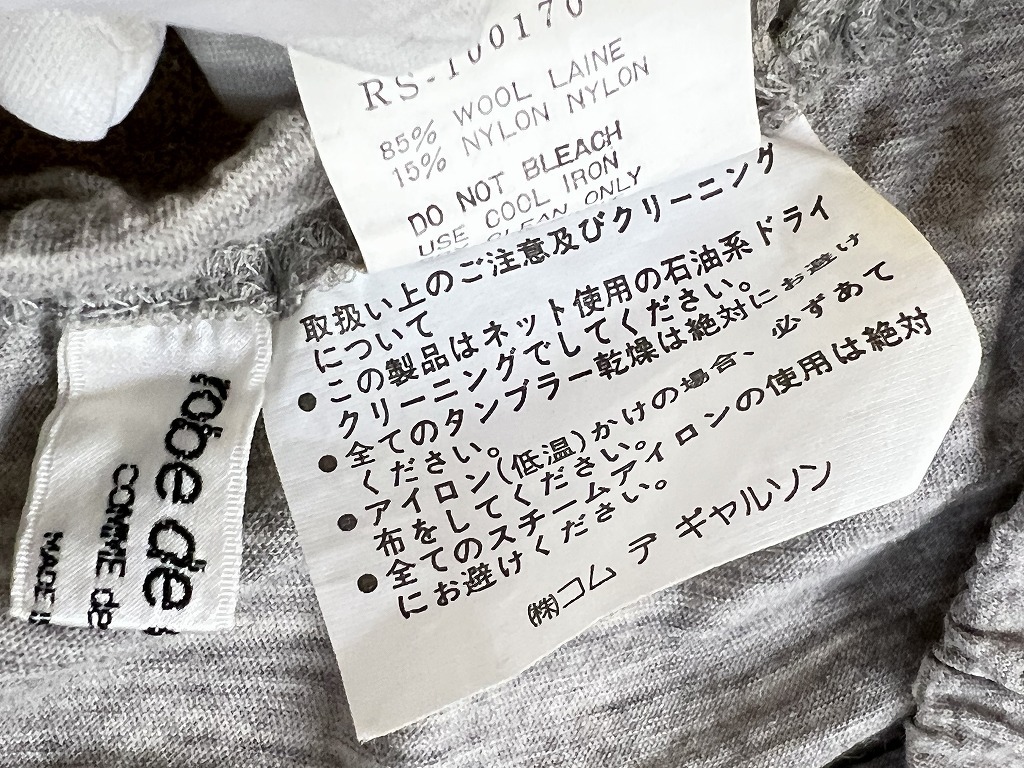 RS-100170
85% WOOL LAINE
15% NYLON NYLON
DO NOT BLEACH
USE COOL IRON
CLEAN ONLY
取扱い上のご注意及びクリーニング
について
●この製品はネット使用の石油系ドライ
クリーニングでしてください。
●全てのタンブラー乾燥は絶対にお避け
ください。
●アイロン(低温)かけの場合、必ずあて
布をしてください。
●全てのスチームアイロンの使用は絶対
にお避けください。
㈱コム デ ギャルソン
robe de
COMME de
MADE